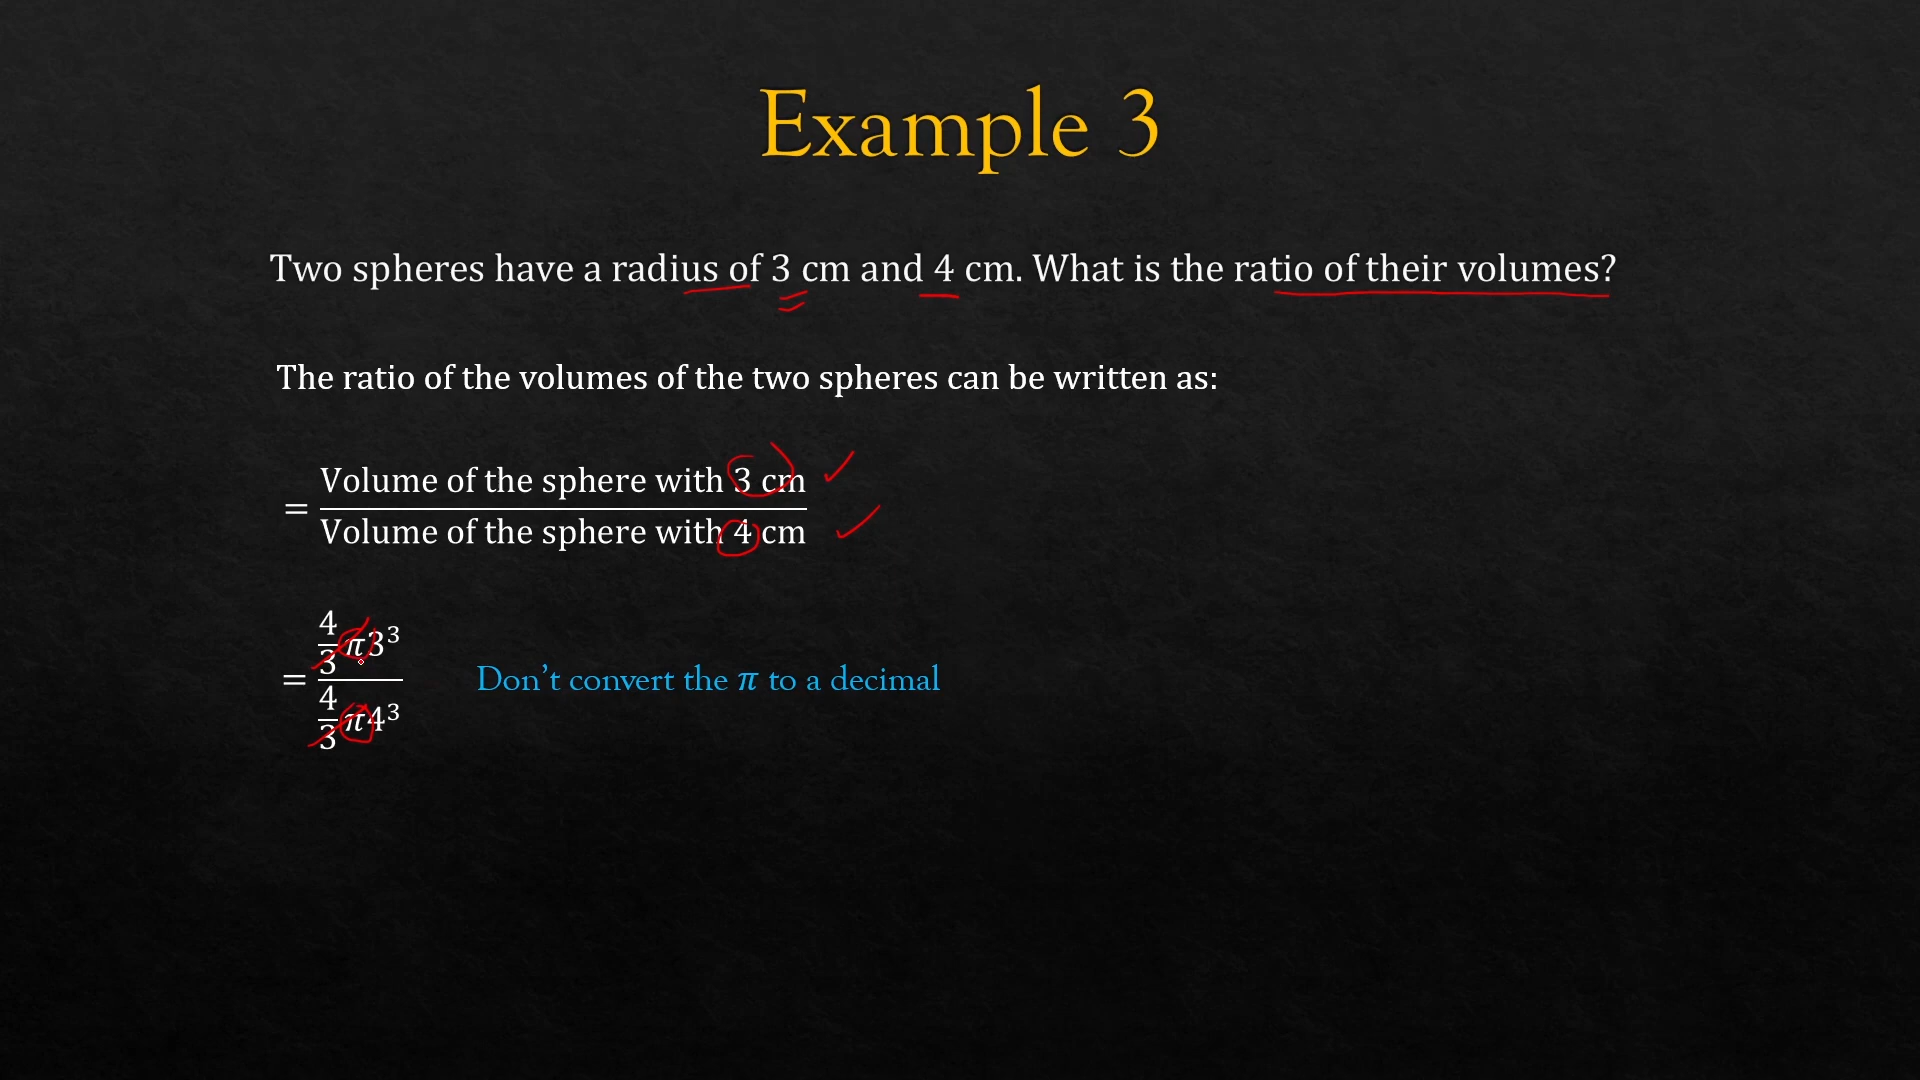 Example 3
Two spheres have a radius of 3 cm and 4 cm. What is the ratio of their volumes?
The ratio of the volumes of the two spheres can be written as:
= Volume of the sphere with 3 cm
Volume of the sphere with 4 cm
= 4/3 π3³
4/3 π4³
Don't convert the π to a decimal